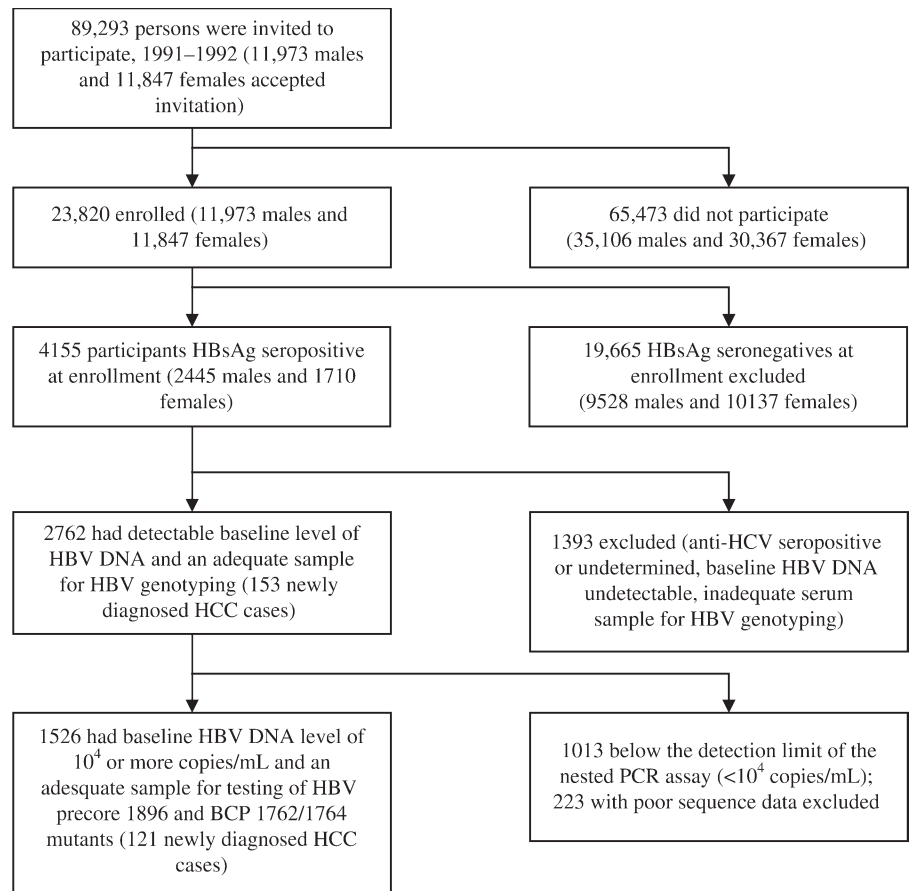 89,293 persons were invited to
participate, 1991–1992 (11,973 males
and 11,847 females accepted
invitation)
23,820 enrolled (11,973 males and
11,847 females)
65,473 did not participate
(35,106 males and 30,367 females)
4155 participants HBsAg seropositive
at enrollment (2445 males and 1710
females)
19,665 HBsAg seronegatives at
enrollment excluded
(9528 males and 10137 females)
2762 had detectable baseline level of
HBV DNA and an adequate sample
for HBV genotyping (153 newly
diagnosed HCC cases)
1393 excluded (anti-HCV seropositive
or undetermined, baseline HBV DNA
undetectable, inadequate serum
sample for HBV genotyping)
1526 had baseline HBV DNA level of
10⁴ or more copies/mL and an
adesquate sample for testing of HBV
precore 1896 and BCP 1762/1764
mutants (121 newly diagnosed HCC
cases)
1013 below the detection limit of the
nested PCR assay (<10⁴ copies/mL);
223 with poor sequence data excluded